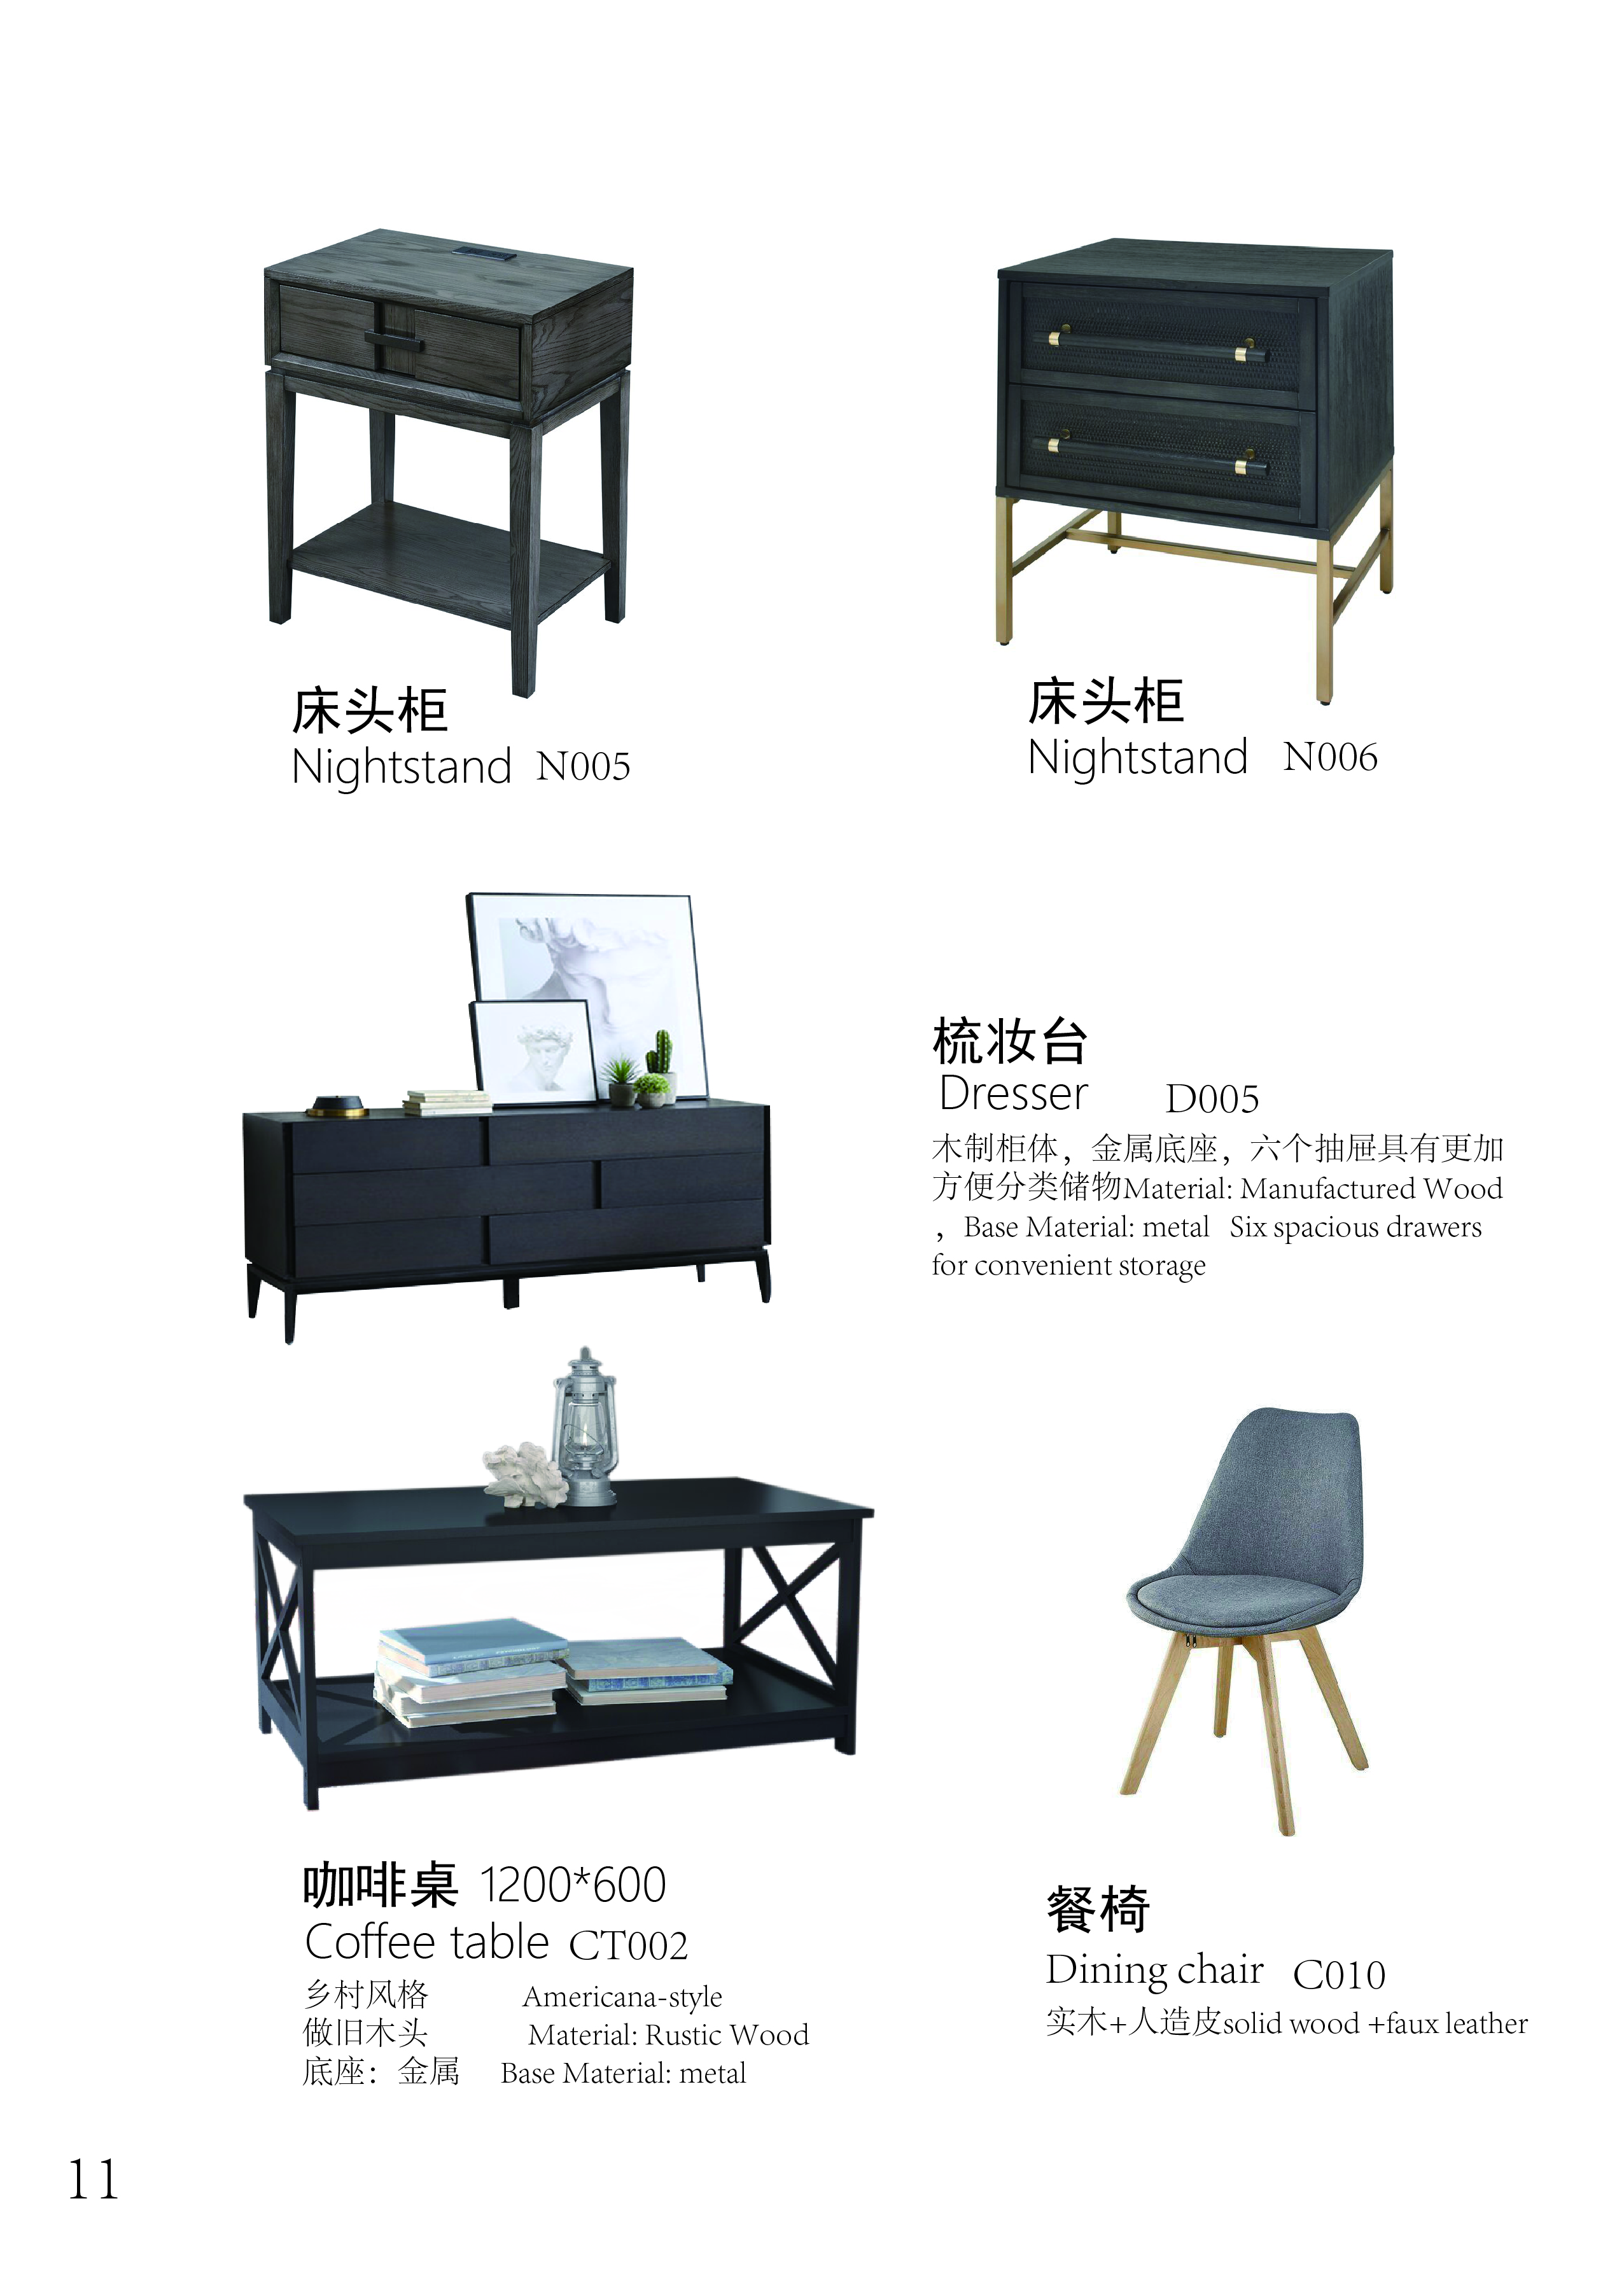 床头柜
Nightstand N005
床头柜
Nightstand N006
梳妆台
Dresser D005
木制柜体，金属底座，六个抽屉具有更加
方便分类储物Material: Manufactured Wood
，Base Material: metal Six spacious drawers
for convenient storage
咖啡桌 1200*600
Coffee table CT002
乡村风格 Americana-style
做旧木头 Material: Rustic Wood
底座：金属 Base Material: metal
餐椅
Dining chair C010
实木+人造皮solid wood +faux leather
11